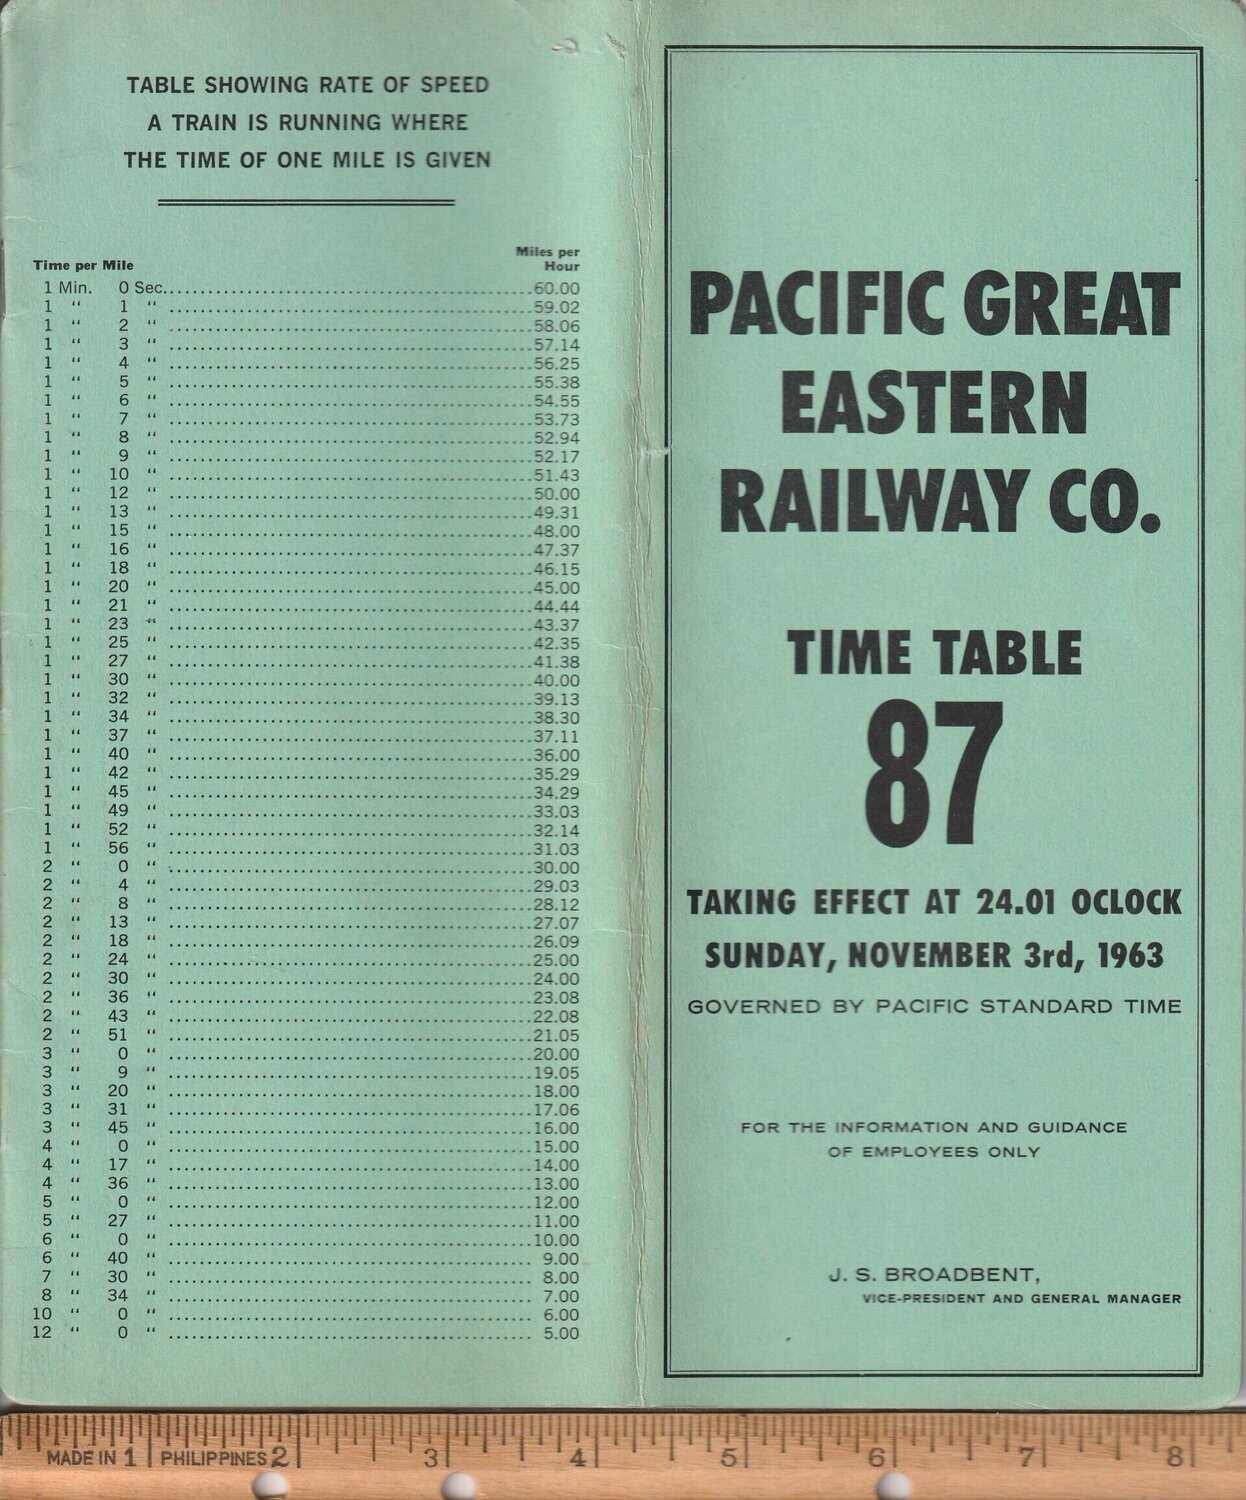 TABLE SHOWING RATE OF SPEED
A TRAIN IS RUNNING WHERE
THE TIME OF ONE MILE IS GIVEN
Time per Mile Miles per Hour
1 Min. 0 Sec. 60.00
1 " 1 " 59.02
1 " 2 " 58.06
1 " 3 " 57.14
1 " 4 " 56.25
1 " 5 " 55.38
1 " 6 " 54.55
1 " 7 " 53.73
1 " 8 " 52.94
1 " 9 " 52.17
1 " 10 " 51.43
1 " 12 " 50.00
1 " 13 " 49.31
1 " 15 " 48.00
1 " 16 " 47.37
1 " 18 " 46.15
1 " 20 " 45.00
1 " 21 " 44.44
1 " 23 " 43.37
1 " 25 " 42.35
1 " 27 " 41.38
1 " 30 " 40.00
1 " 32 " 39.13
1 " 34 " 38.30
1 " 37 " 37.11
1 " 40 " 36.00
1 " 42 " 35.29
1 " 45 " 34.29
1 " 49 " 33.03
1 " 52 " 32.14
1 " 56 " 31.03
2 " 0 " 30.00
2 " 4 " 29.03
2 " 8 " 28.12
2 " 13 " 27.07
2 " 18 " 26.09
2 " 24 " 25.00
2 " 30 " 24.00
2 " 36 " 23.08
2 " 43 " 22.08
2 " 51 " 21.05
3 " 0 " 20.00
3 " 9 " 19.05
3 " 20 " 18.00
3 " 31 " 17.06
3 " 45 " 16.00
4 " 0 " 15.00
4 " 17 " 14.00
4 " 36 " 13.00
5 " 0 " 12.00
5 " 27 " 11.00
6 " 0 " 10.00
6 " 40 " 9.00
7 " 30 " 8.00
8 " 34 " 7.00
10 " 0 " 6.00
12 " 0 " 5.00
PACIFIC GREAT
EASTERN
RAILWAY CO.
TIME TABLE
87
TAKING EFFECT AT 24.01 OCLOCK
SUNDAY, NOVEMBER 3rd, 1963
GOVERNED BY PACIFIC STANDARD TIME
FOR THE INFORMATION AND GUIDANCE
OF EMPLOYEES ONLY
J. S. BROADBENT,
VICE-PRESIDENT AND GENERAL MANAGER
MADE IN 1 PHILIPPINES 2 3 4 5 6 7 8